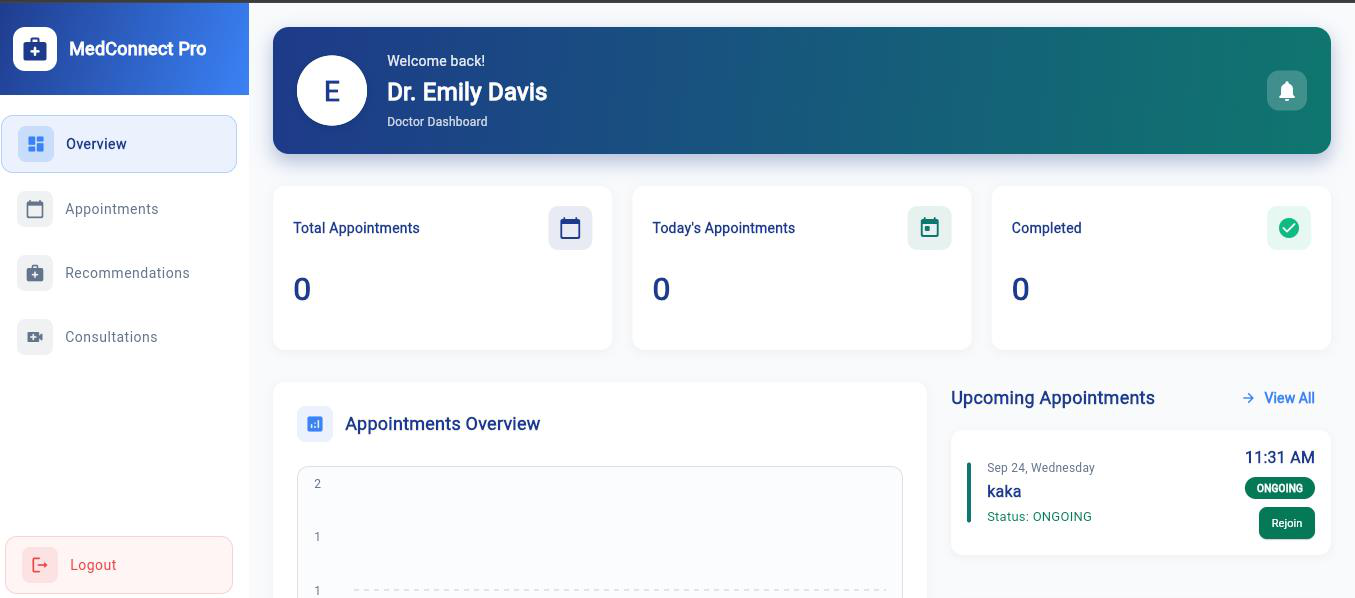 MedConnect Pro
Overview
Appointments
Recommendations
Consultations
Logout
Welcome back!
E
Dr. Emily Davis
Doctor Dashboard
Total Appointments
0
Today's Appointments
0
Completed
0
Appointments Overview
2
1
1
Upcoming Appointments
View All
Sep 24, Wednesday
kaka
Status: ONGOING
11:31 AM
ONGOING
Rejoin